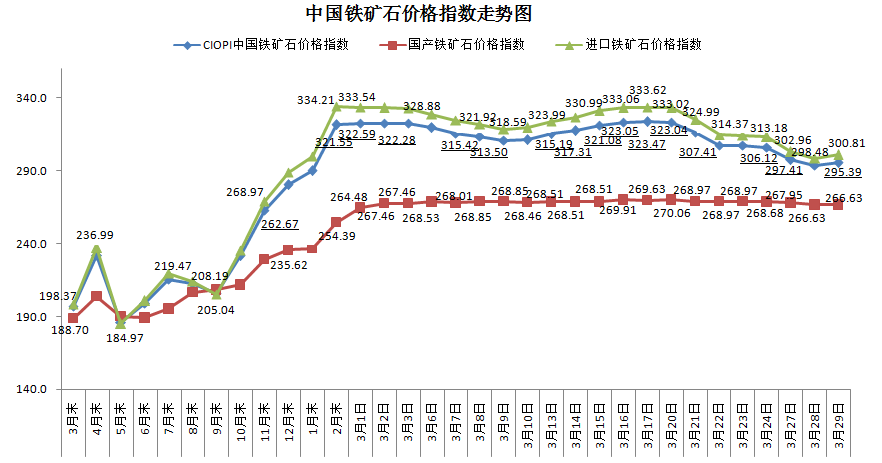 中国铁矿石价格指数走势图
CIOPI中国铁矿石价格指数 国产铁矿石价格指数 进口铁矿石价格指数
340.0
290.0
240.0
190.0
140.0
198.37
188.70
236.99
184.97
219.47
208.19
205.04
268.97
262.67
235.62
334.21
321.55
254.39
333.54
322.59
264.48
267.46
322.28
267.46
328.88
268.53
315.42
268.01
321.92
313.50
268.85
318.59
268.85
268.46
323.99
315.19
268.51
317.31
268.51
330.99
321.08
268.51
333.06
323.05
269.91
333.62
323.47
269.63
333.02
323.04
270.06
324.99
307.41
268.97
314.37
268.97
306.12
268.97
313.18
268.68
302.96
297.41
267.95
298.48
266.63
300.81
295.39
266.63
3月末
4月末
5月末
6月末
7月末
8月末
9月末
10月末
11月末
12月末
1月末
2月末
3月1日
3月2日
3月3日
3月6日
3月7日
3月8日
3月9日
3月10日
3月13日
3月14日
3月15日
3月16日
3月17日
3月20日
3月21日
3月22日
3月23日
3月24日
3月27日
3月28日
3月29日